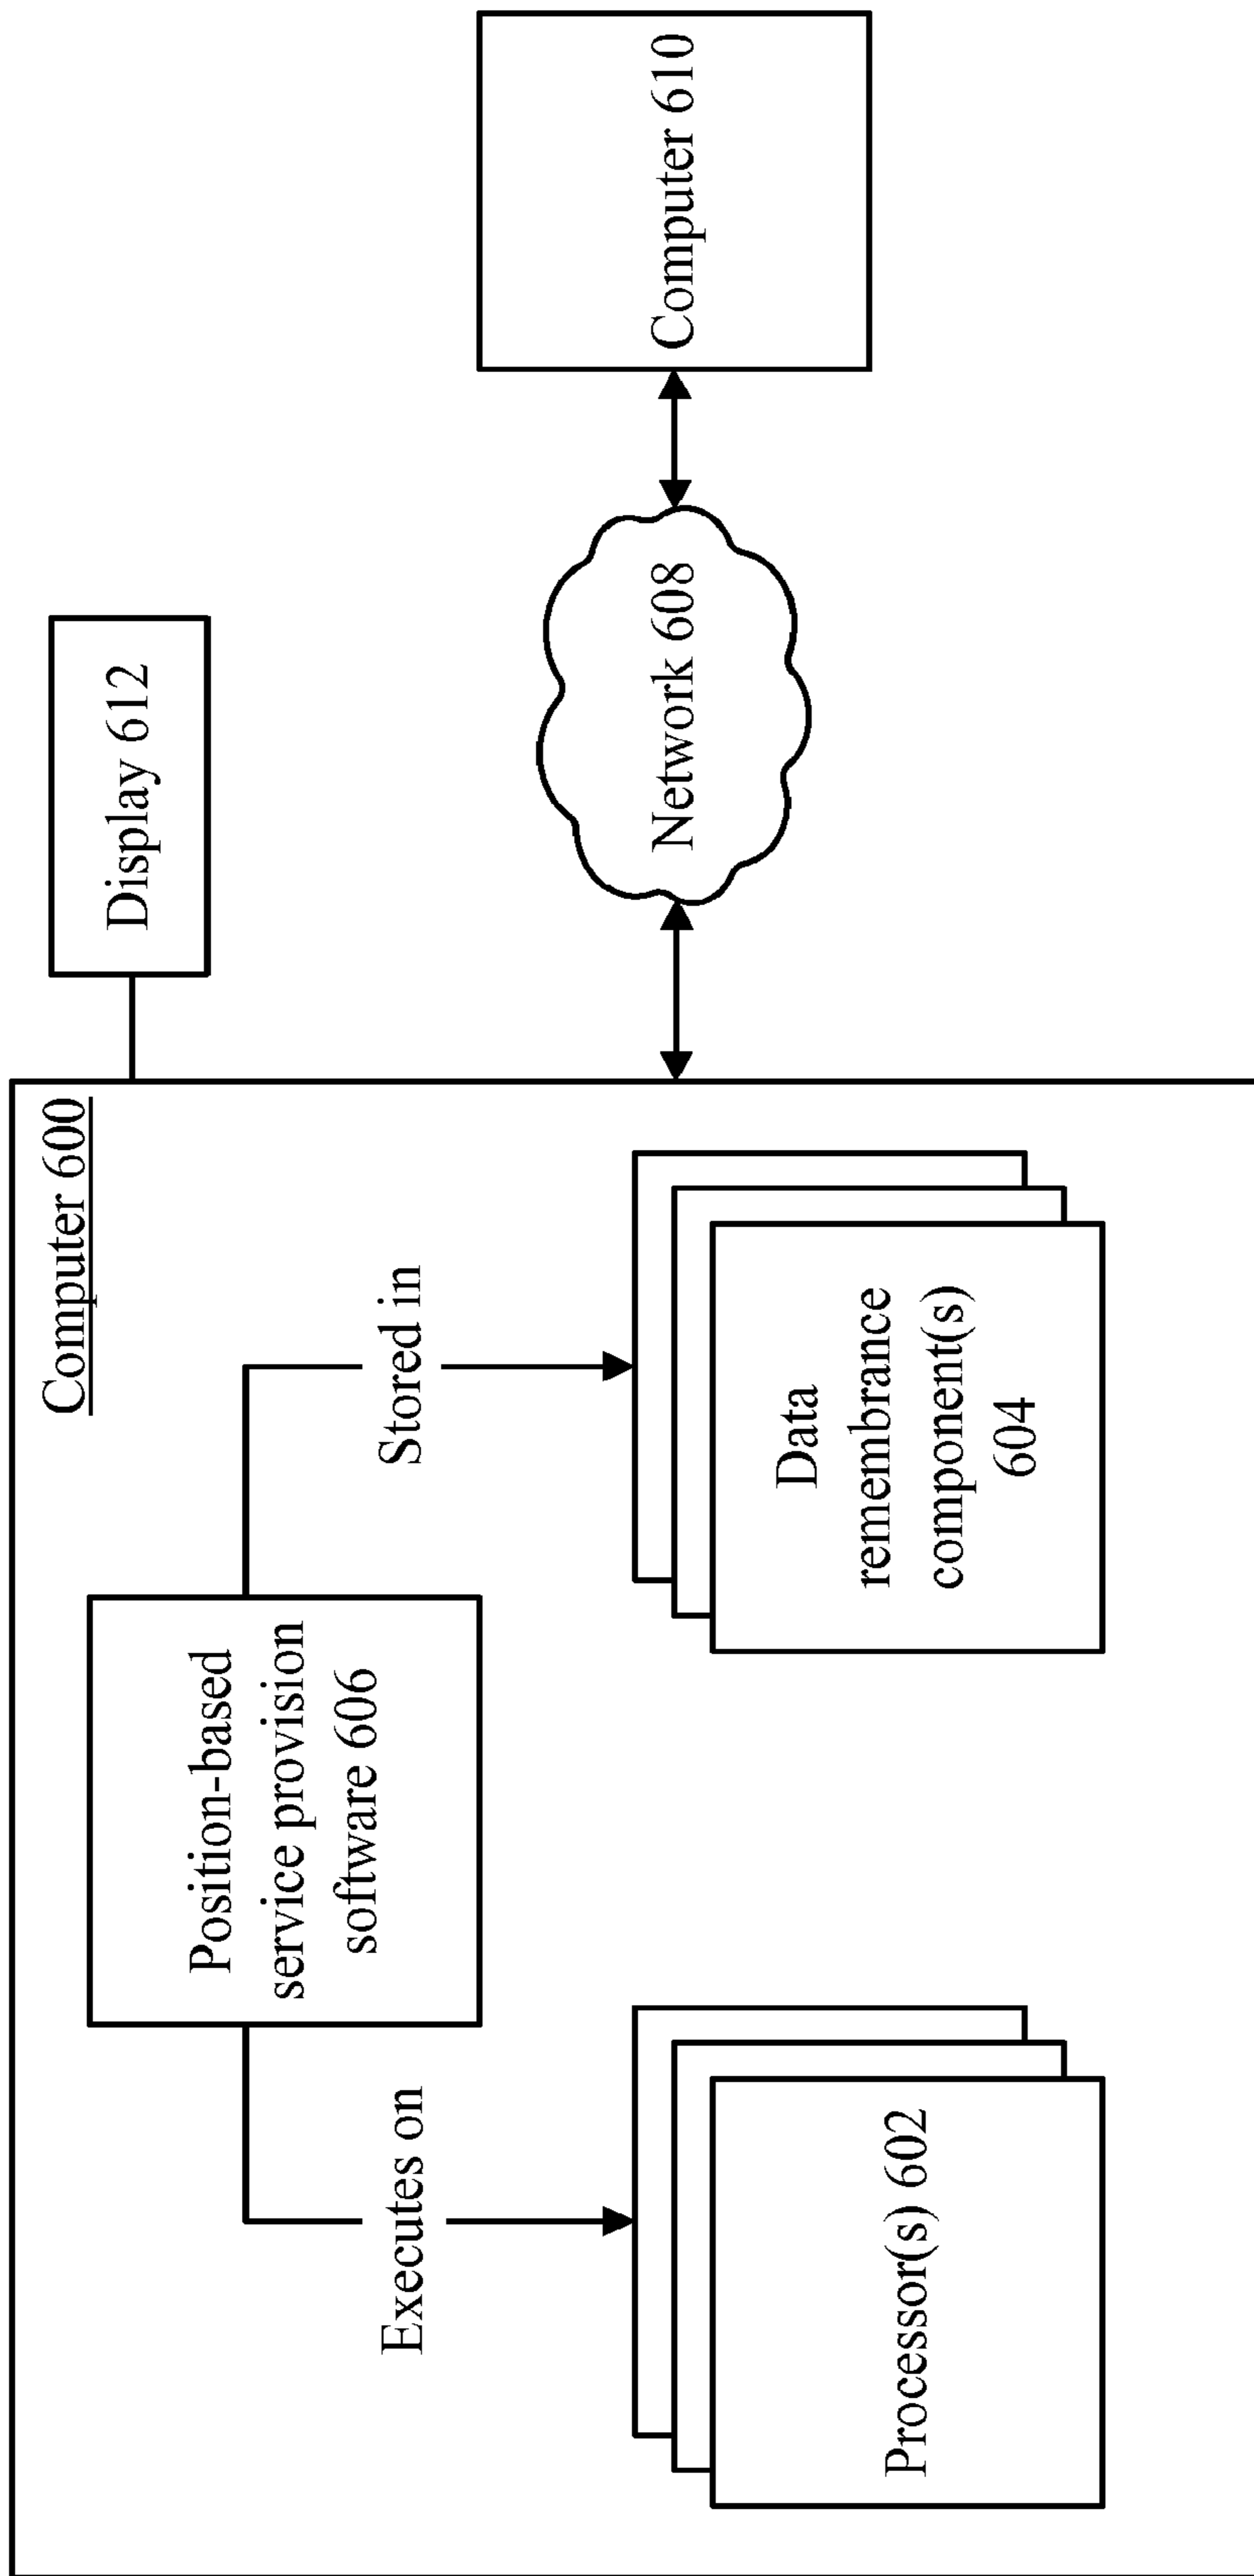 Computer 600
Position-based
service provision
software 606
Executes on
Stored in
Processor(s) 602
Data
remembrance
component(s)
604
Display 612
Network 608
Computer 610